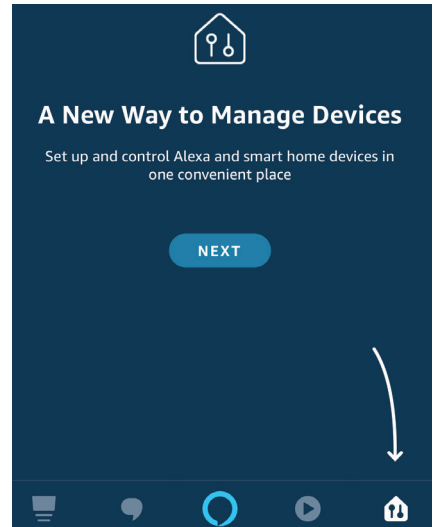 A New Way to Manage Devices
Set up and control Alexa and smart home devices in
one convenient place
NEXT